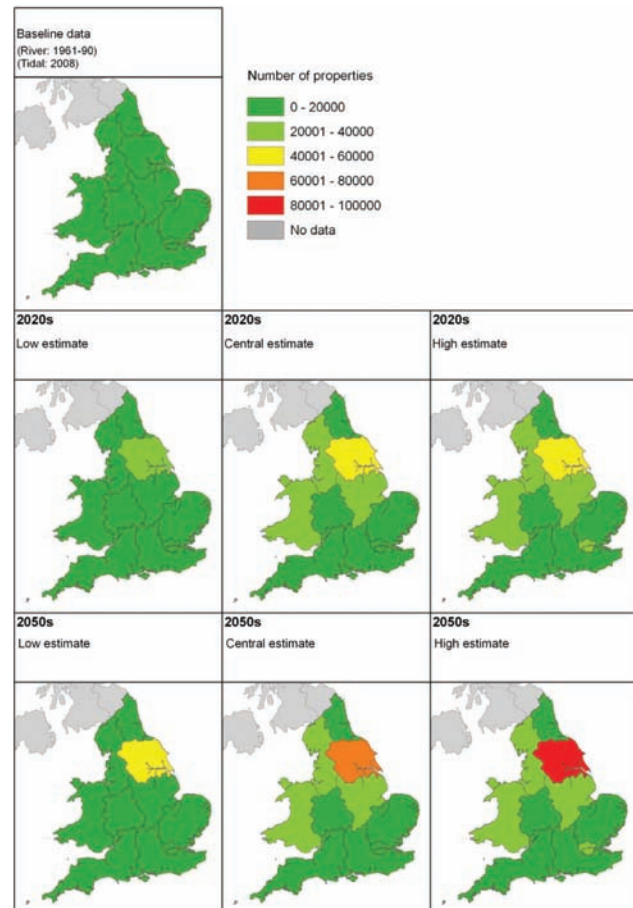 Baseline data
(River: 1961-90)
(Tidal: 2008)
Number of properties
0 - 20000
20001 - 40000
40001 - 60000
60001 - 80000
80001 - 100000
No data
2020s
Low estimate
2020s
Central estimate
2020s
High estimate
2050s
Low estimate
2050s
Central estimate
2050s
High estimate